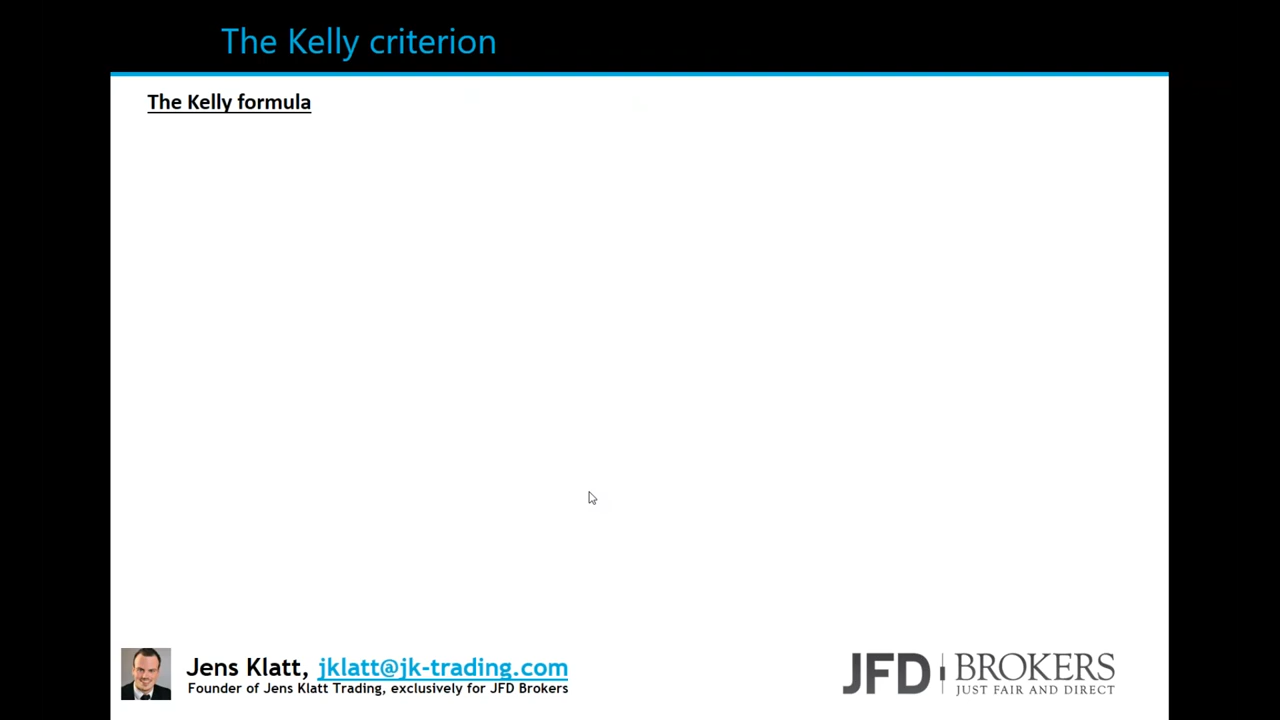 The Kelly criterion
The Kelly formula
Jens Klatt, jklatt@jk-trading.com
Founder of Jens Klatt Trading, exclusively for JFD Brokers
JFD BROKERS
JUST FAIR AND DIRECT